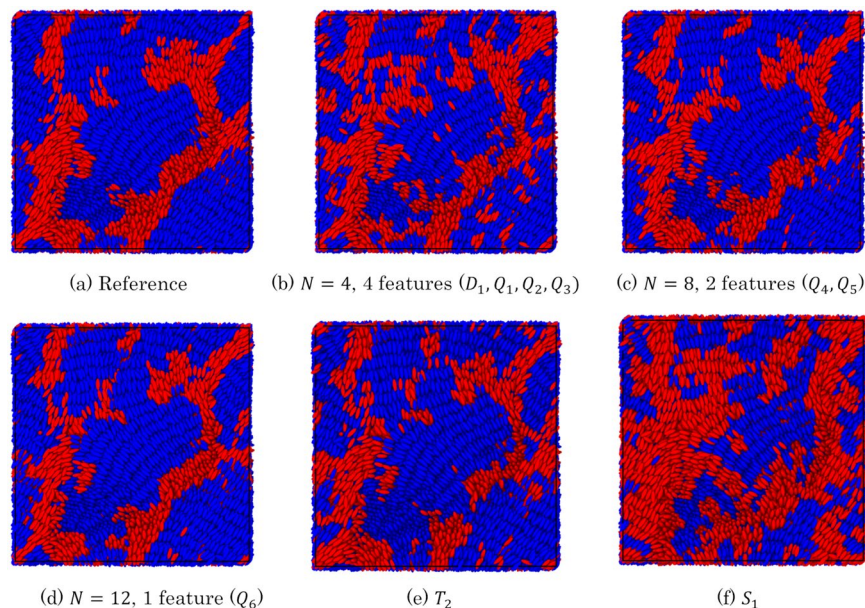 (a) Reference
(b) N = 4, 4 features (D₁, Q₁, Q₂, Q₃)
(c) N = 8, 2 features (Q₄, Q₅)
(d) N = 12, 1 feature (Q₆)
(e) T₂
(f) S₁